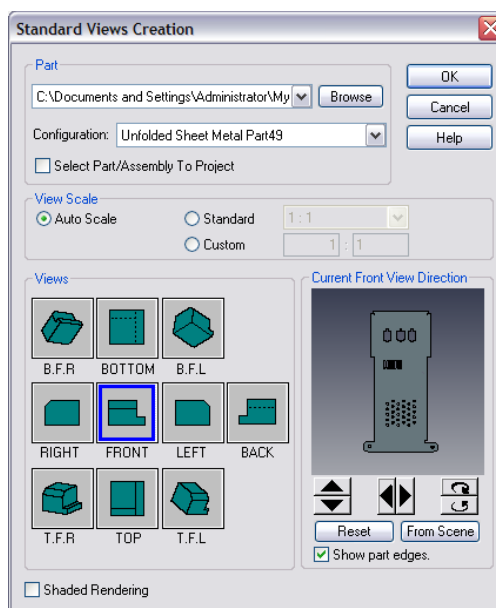 Standard Views Creation
Part
C:\Documents and Settings\Administrator\My
Browse
OK
Cancel
Help
Configuration: Unfolded Sheet Metal Part49
Select Part/Assembly To Project
View Scale
Auto Scale
Standard
1 : 1
Custom
1 : 1
Views
B.F.R BOTTOM B.F.L
RIGHT FRONT LEFT BACK
T.F.R TOP T.F.L
Current Front View Direction
Reset From Scene
Show part edges.
Shaded Rendering